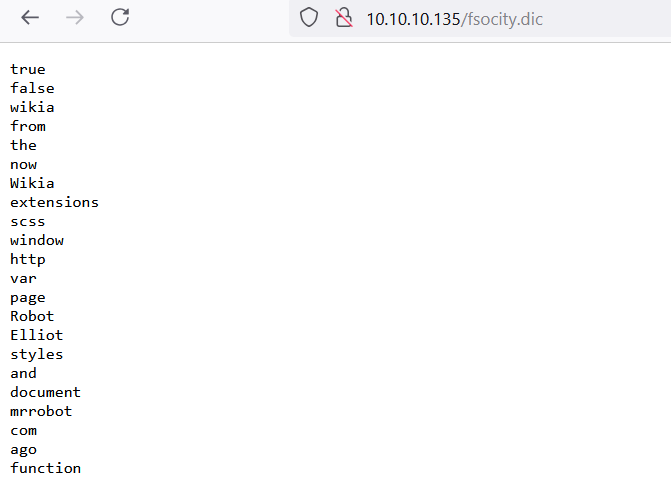 10.10.10.135/fsocity.dic
true
false
wikia
from
the
now
Wikia
extensions
scss
window
http
var
page
Robot
Elliot
styles
and
document
mrrobot
com
ago
function